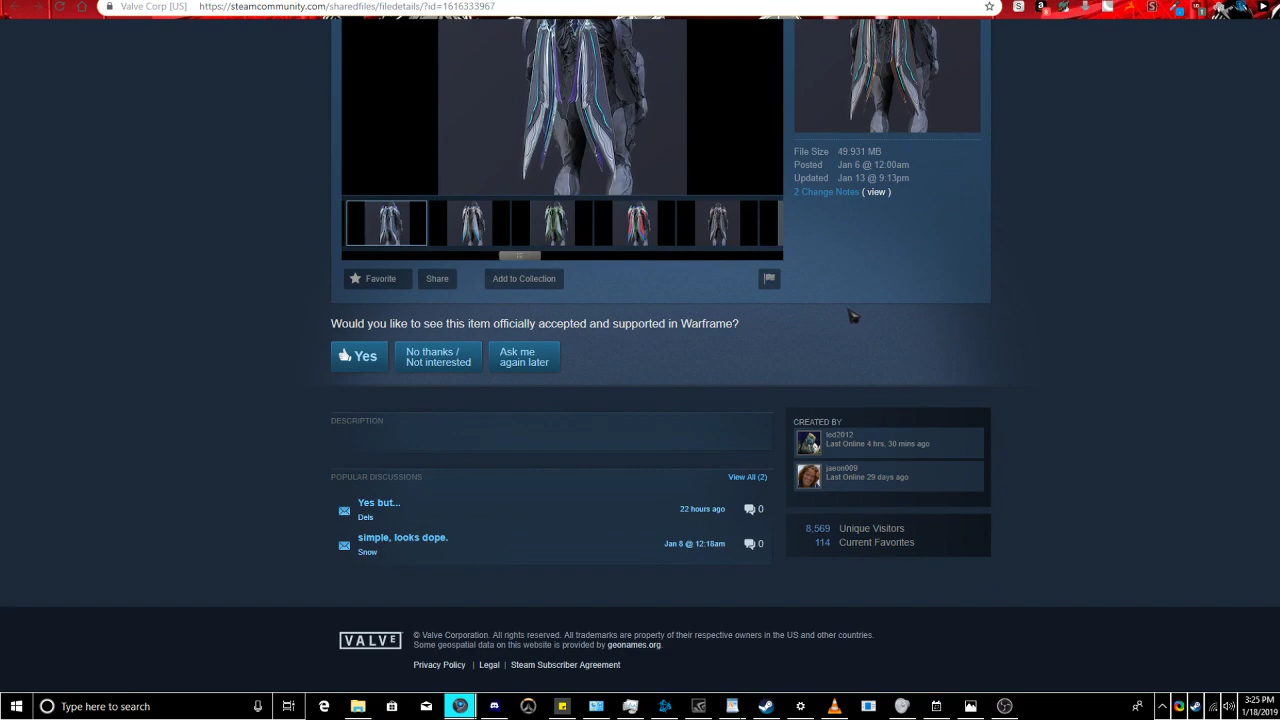 Valve Corp [US]
https://steamcommunity.com/sharedfiles/filedetails/?id=1616333967
File Size 49.931 MB
Posted Jan 6 @ 12:00am
Updated Jan 13 @ 9:13pm
2 Change Notes ( view )
Favorite
Share
Add to Collection
Would you like to see this item officially accepted and supported in Warframe?
Yes
No thanks /
Not interested
Ask me
again later
DESCRIPTION
CREATED BY
led2012
Last Online 4 hrs, 30 mins ago
jaeon009
Last Online 29 days ago
POPULAR DISCUSSIONS
View All (2)
Yes but...
Dels
22 hours ago
0
simple, looks dope.
Snow
Jan 8 @ 12:18am
0
8,569 Unique Visitors
114 Current Favorites
VALVE
© Valve Corporation. All rights reserved. All trademarks are property of their respective owners in the US and other countries.
Some geospatial data on this website is provided by geonames.org.
Privacy Policy | Legal | Steam Subscriber Agreement
Type here to search
3:25 PM
1/18/2019